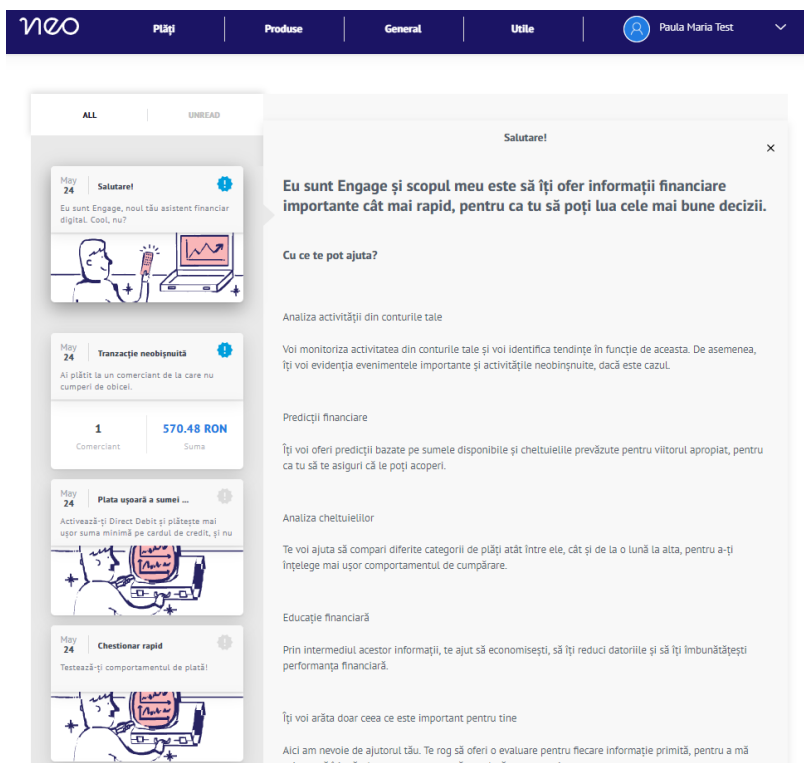 neo
Plăți
Produse
General
Utile
Paula Maria Test
ALL
UNREAD
May
24
Salutare!
Eu sunt Engage, noul tău asistent financiar
digital. Cool, nu?
May
24
Tranzacție neobișnuită
Ai plătit la un comerciant de la care nu
cumperi de obicei.
1
570.48 RON
Comerciant
Suma
May
24
Plata ușoară a sumei ...
Activează-ți Direct Debit și plătește mai
ușor suma minimă pe cardul de credit, și nu
May
24
Chestionar rapid
Testează-ți comportamentul de plată!
Salutare!
Eu sunt Engage și scopul meu este să îți ofer informații financiare
importante cât mai rapid, pentru ca tu să poți lua cele mai bune decizii.
Cu ce te pot ajuta?
Analiza activității din conturile tale
Voi monitoriza activitatea din conturile tale și voi identifica tendințe în funcție de aceasta. De asemenea,
îți voi evidenția evenimentele importante și activitățile neobinșnuite, dacă este cazul.
Predicții financiare
Îți voi oferi predicții bazate pe sumele disponibile și cheltuielile prevăzute pentru viitorul apropiat, pentru
ca tu să te asiguri că le poți acoperi.
Analiza cheltuielilor
Te voi ajuta să compari diferite categorii de plăți atât între ele, cât și de la o lună la alta, pentru a-ți
înțelege mai ușor comportamentul de cumpărare.
Educație financiară
Prin intermediul acestor informații, te ajut să economisești, să îți reduci datoriile și să îți îmbunătățești
performanța financiară.
Îți voi arăta doar ceea ce este important pentru tine
Aici am nevoie de ajutorul tău. Te rog să oferi o evaluare pentru fiecare informație primită, pentru a mă